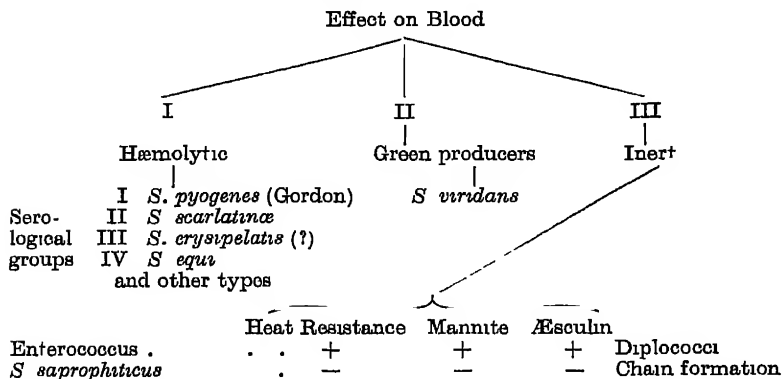 Effect on Blood
I II III
Hæmolytic Green producers Inert
I S. pyogenes (Gordon) S viridans
Sero- II S scarlatinæ
logical III S. erysipelatis (?)
groups IV S equi
and other types
Heat Resistance Mannite Æsculin
Enterococcus . . . + + + Diplococci
S saprophiticus . — — — Chain formation